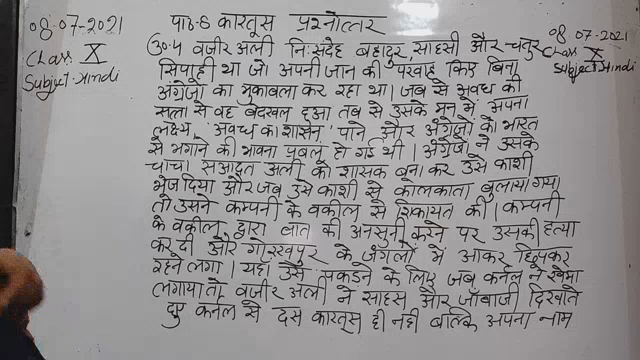 08-07-2021 पाठ-8 कारतूस प्रश्नोत्तर 08 07-2021
Class X Class X
Subject-Hindi Subject-Hindi
उ०.4 वज़ीर अली निःसंदेह बहादुर, साहसी और चतुर
सिपाही था जो अपनी जान की परवाह किए बिना
अंग्रेजों का मुकाबला कर रहा था। जब से अवध की
सत्ता से वह बेदखल हुआ तब से उसके मन में अपना
लक्ष्य, 'अवध का शासन' पाने और अंग्रेजों को भारत
से भगाने की भावना प्रबल हो गई थी। अंग्रेजों ने उसके
चाचा सआदत अली को शासक बना कर उसे काशी
भेज दिया और जब उसे काशी से कालकाता बुलाया गया
तो उसने कम्पनी के वकील से शिकायत की। कम्पनी
के वकील द्वारा बात की अनसुनी करने पर उसकी हत्या
कर दी और गोरखपुर के जंगलों में आकर छिपकर
रहने लगा। यहाँ उसे पकड़ने के लिए जब कर्नल ने खेमा
लगाया तो वज़ीर अली ने साहस और जाँबाजी दिखाते
हुए कर्नल से दस कारतूस ही नही बल्कि अपना नाम